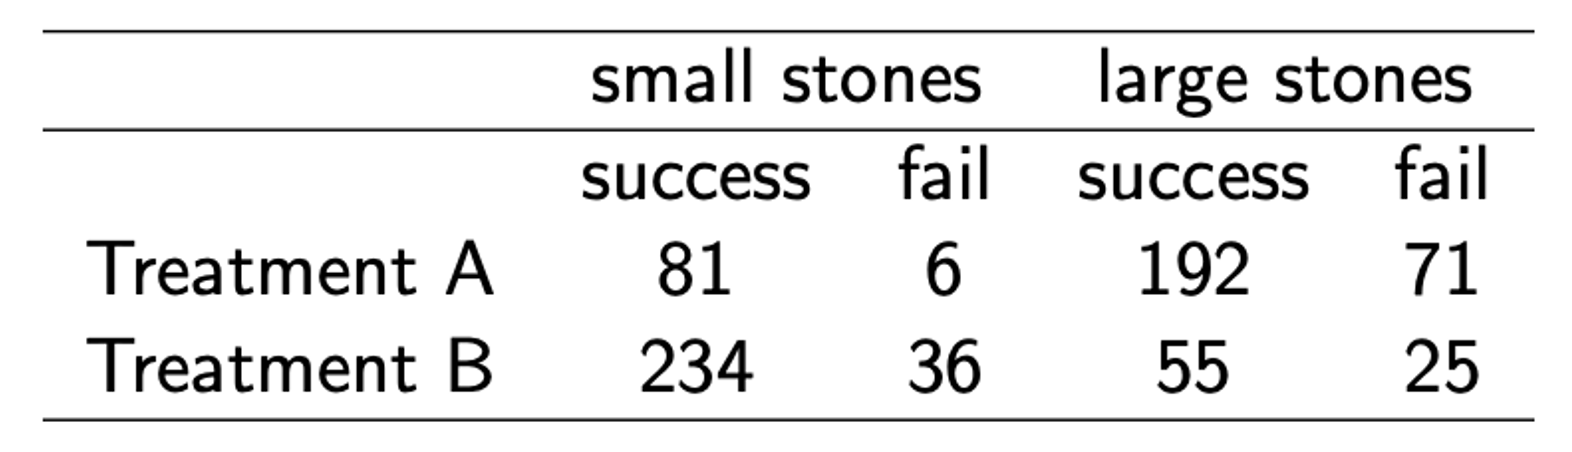 small stones large stones
success fail success fail
Treatment A 81 6 192 71
Treatment B 234 36 55 25